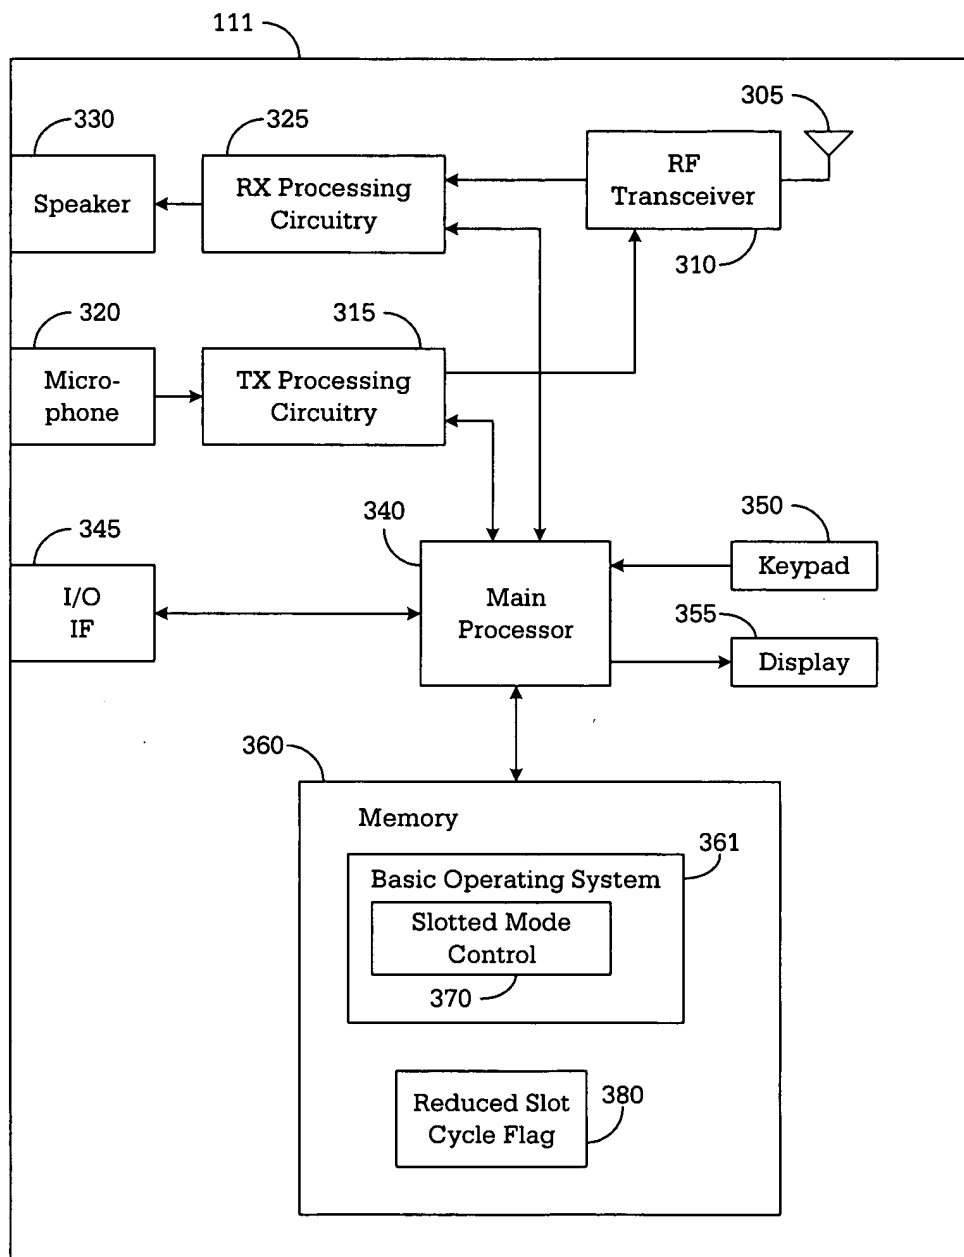 111
305
330
325
RF
Transceiver
Speaker
RX Processing
Circuitry
310
320
315
Micro-
phone
TX Processing
Circuitry
345
340
350
I/O
IF
Main
Processor
Keypad
355
Display
360
Memory
361
Basic Operating System
Slotted Mode
Control
370
Reduced Slot
Cycle Flag
380